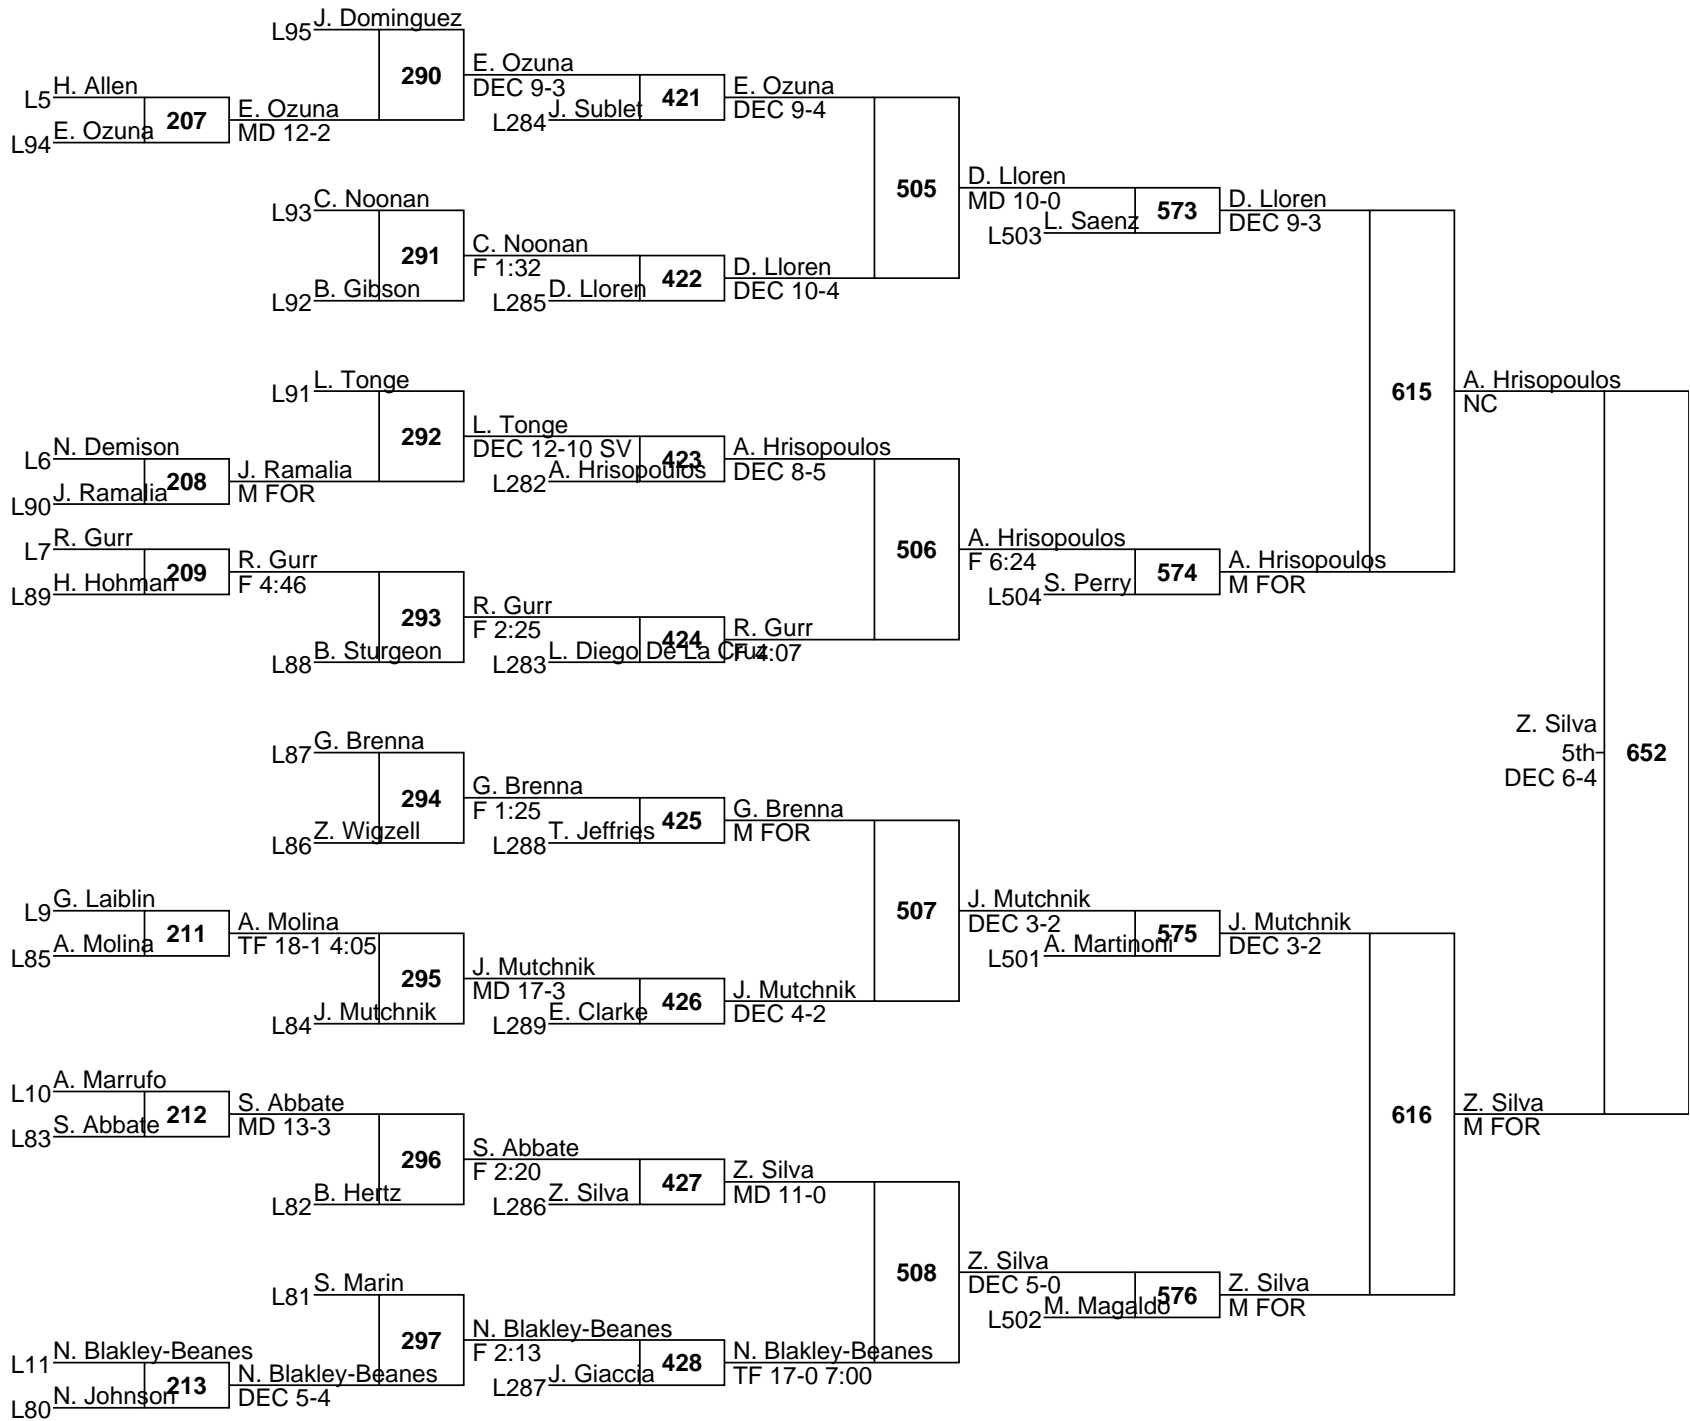 J. Dominguez
L95
290
E. Ozuna
DEC 9-3
H. Allen
L5
207
E. Ozuna
L94
E. Ozuna
MD 12-2
J. Sublet
L284
421
E. Ozuna
DEC 9-4
C. Noonan
L93
291
B. Gibson
L92
C. Noonan
F 1:32
D. Lloren
L285
422
D. Lloren
DEC 10-4
505
D. Lloren
MD 10-0
L. Saenz
L503
573
D. Lloren
DEC 9-3
L. Tonge
L91
292
L. Tonge
DEC 12-10 SV
N. Demison
L6
208
J. Ramalia
L90
J. Ramalia
M FOR
A. Hrisopoulos
L282
423
A. Hrisopoulos
DEC 8-5
R. Gurr
L7
209
H. Hohman
L89
R. Gurr
F 4:46
293
B. Sturgeon
L88
R. Gurr
F 2:25
L. Diego De La Cruz
L283
424
R. Gurr
F 4:07
506
A. Hrisopoulos
F 6:24
S. Perry
L504
574
A. Hrisopoulos
M FOR
615
A. Hrisopoulos
NC
G. Brenna
L87
294
Z. Wigzell
L86
G. Brenna
F 1:25
T. Jeffries
L288
425
G. Brenna
M FOR
G. Laiblin
L9
211
A. Molina
L85
A. Molina
TF 18-1 4:05
295
J. Mutchnik
L84
J. Mutchnik
MD 17-3
E. Clarke
L289
426
J. Mutchnik
DEC 4-2
507
J. Mutchnik
DEC 3-2
A. Martinoni
L501
575
J. Mutchnik
DEC 3-2
A. Marrufo
L10
212
S. Abbate
L83
S. Abbate
MD 13-3
296
B. Hertz
L82
S. Abbate
F 2:20
Z. Silva
L286
427
Z. Silva
MD 11-0
S. Marin
L81
297
N. Blakley-Beanes
L11
213
N. Johnson
L80
N. Blakley-Beanes
DEC 5-4
N. Blakley-Beanes
F 2:13
J. Giaccia
L287
428
N. Blakley-Beanes
TF 17-0 7:00
508
Z. Silva
DEC 5-0
M. Magaldo
L502
576
Z. Silva
M FOR
616
Z. Silva
M FOR
Z. Silva
5th
DEC 6-4
652